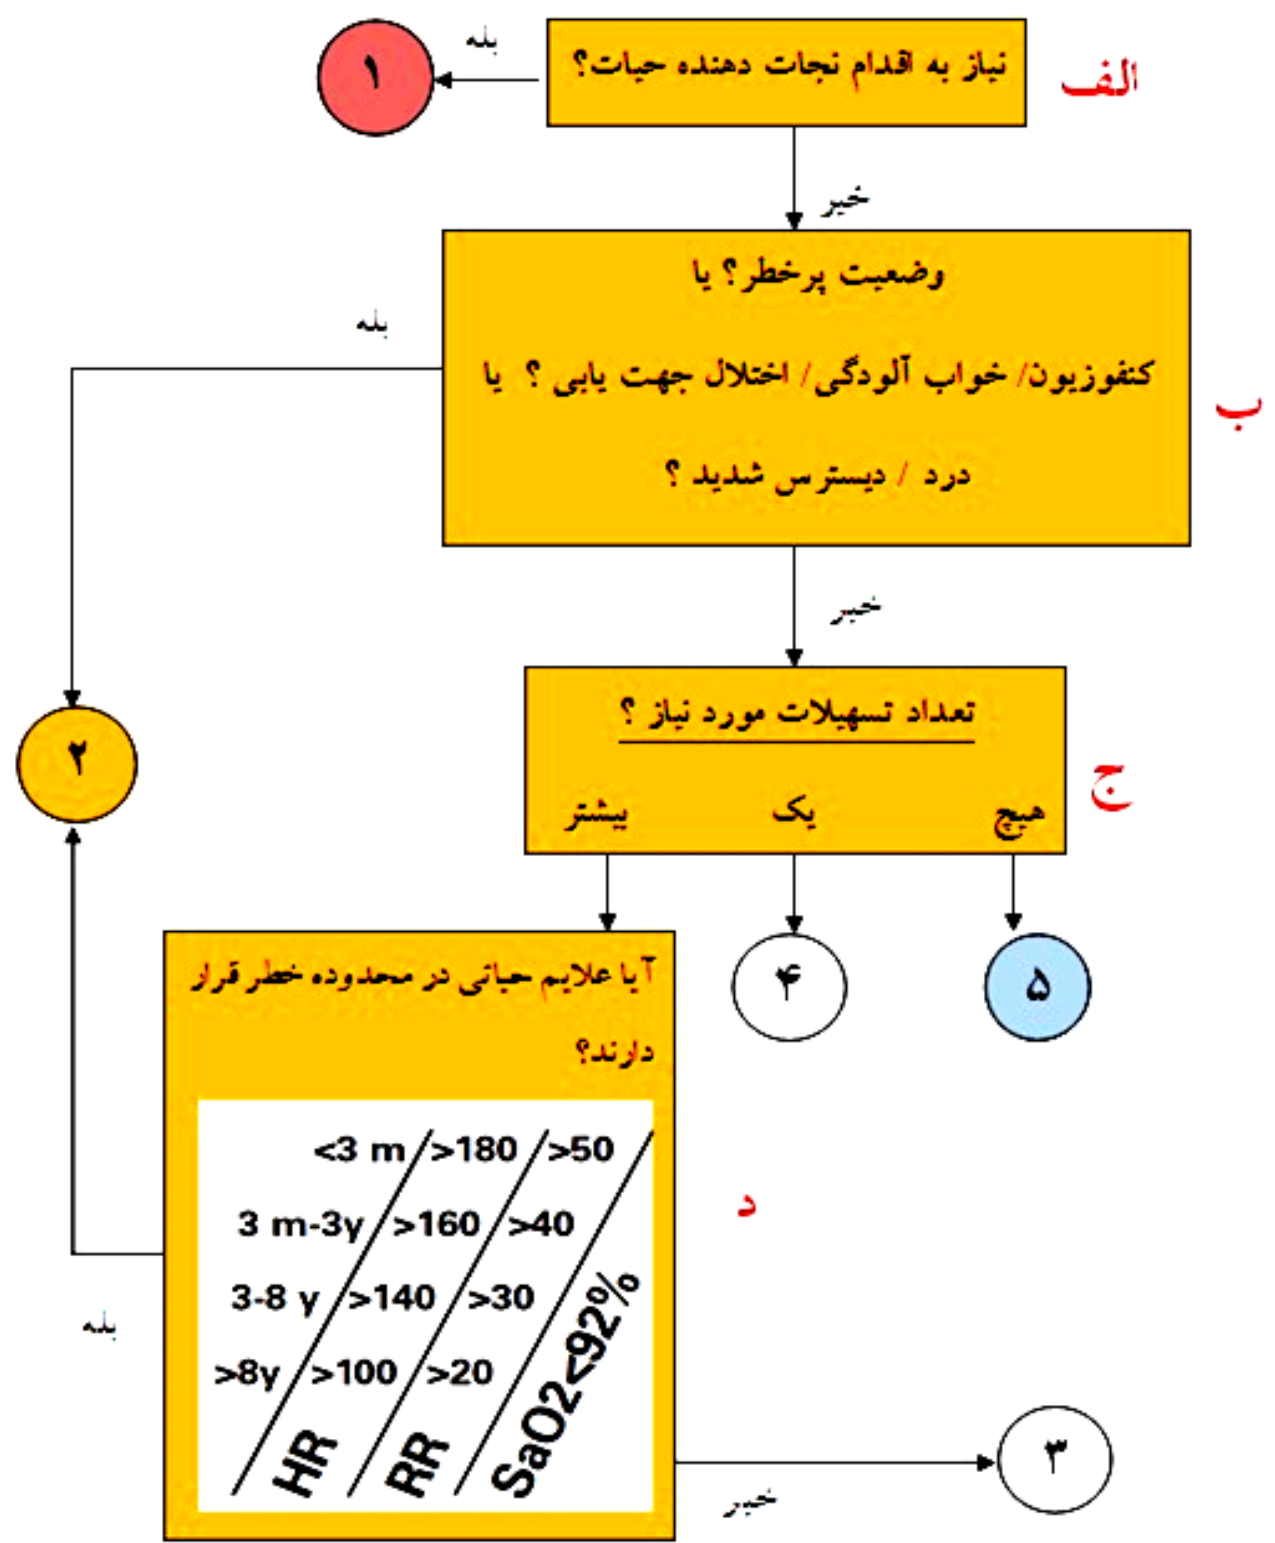 الف
نیاز به اقدام نجات دهنده حیات؟
بله
۱
خیر
وضعیت پرخطر؟ یا
کنفوزیون/ خواب آلودگی/ اختلال جهت یابی ؟ یا
درد / دیسترس شدید ؟
ب
بله
خیر
۲
تعداد تسهیلات مورد نیاز ؟
هیچ یک بیشتر
ج
۵
۴
آیا علایم حیاتی در محدوده خطر قرار
دارند؟
<3 m >180 >50
3 m-3y >160 >40
3-8 y >140 >30
>8y >100 >20
HR RR SaO2<92%
د
بله
خیر
۳